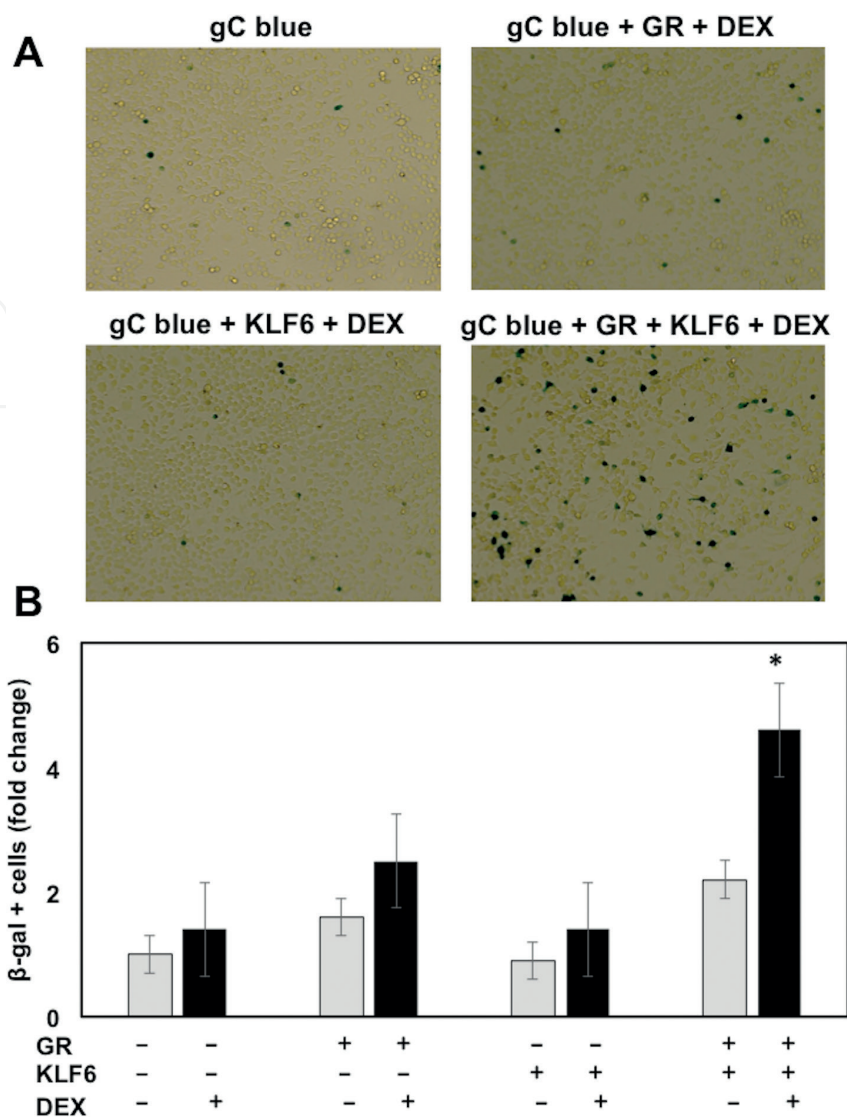 A
gC blue
gC blue + GR + DEX
gC blue + KLF6 + DEX
gC blue + GR + KLF6 + DEX
B
β-gal + cells (fold change)
6
4
2
0
*
GR − − + + − − + +
KLF6 − − − − + + + +
DEX − + − + − + − +